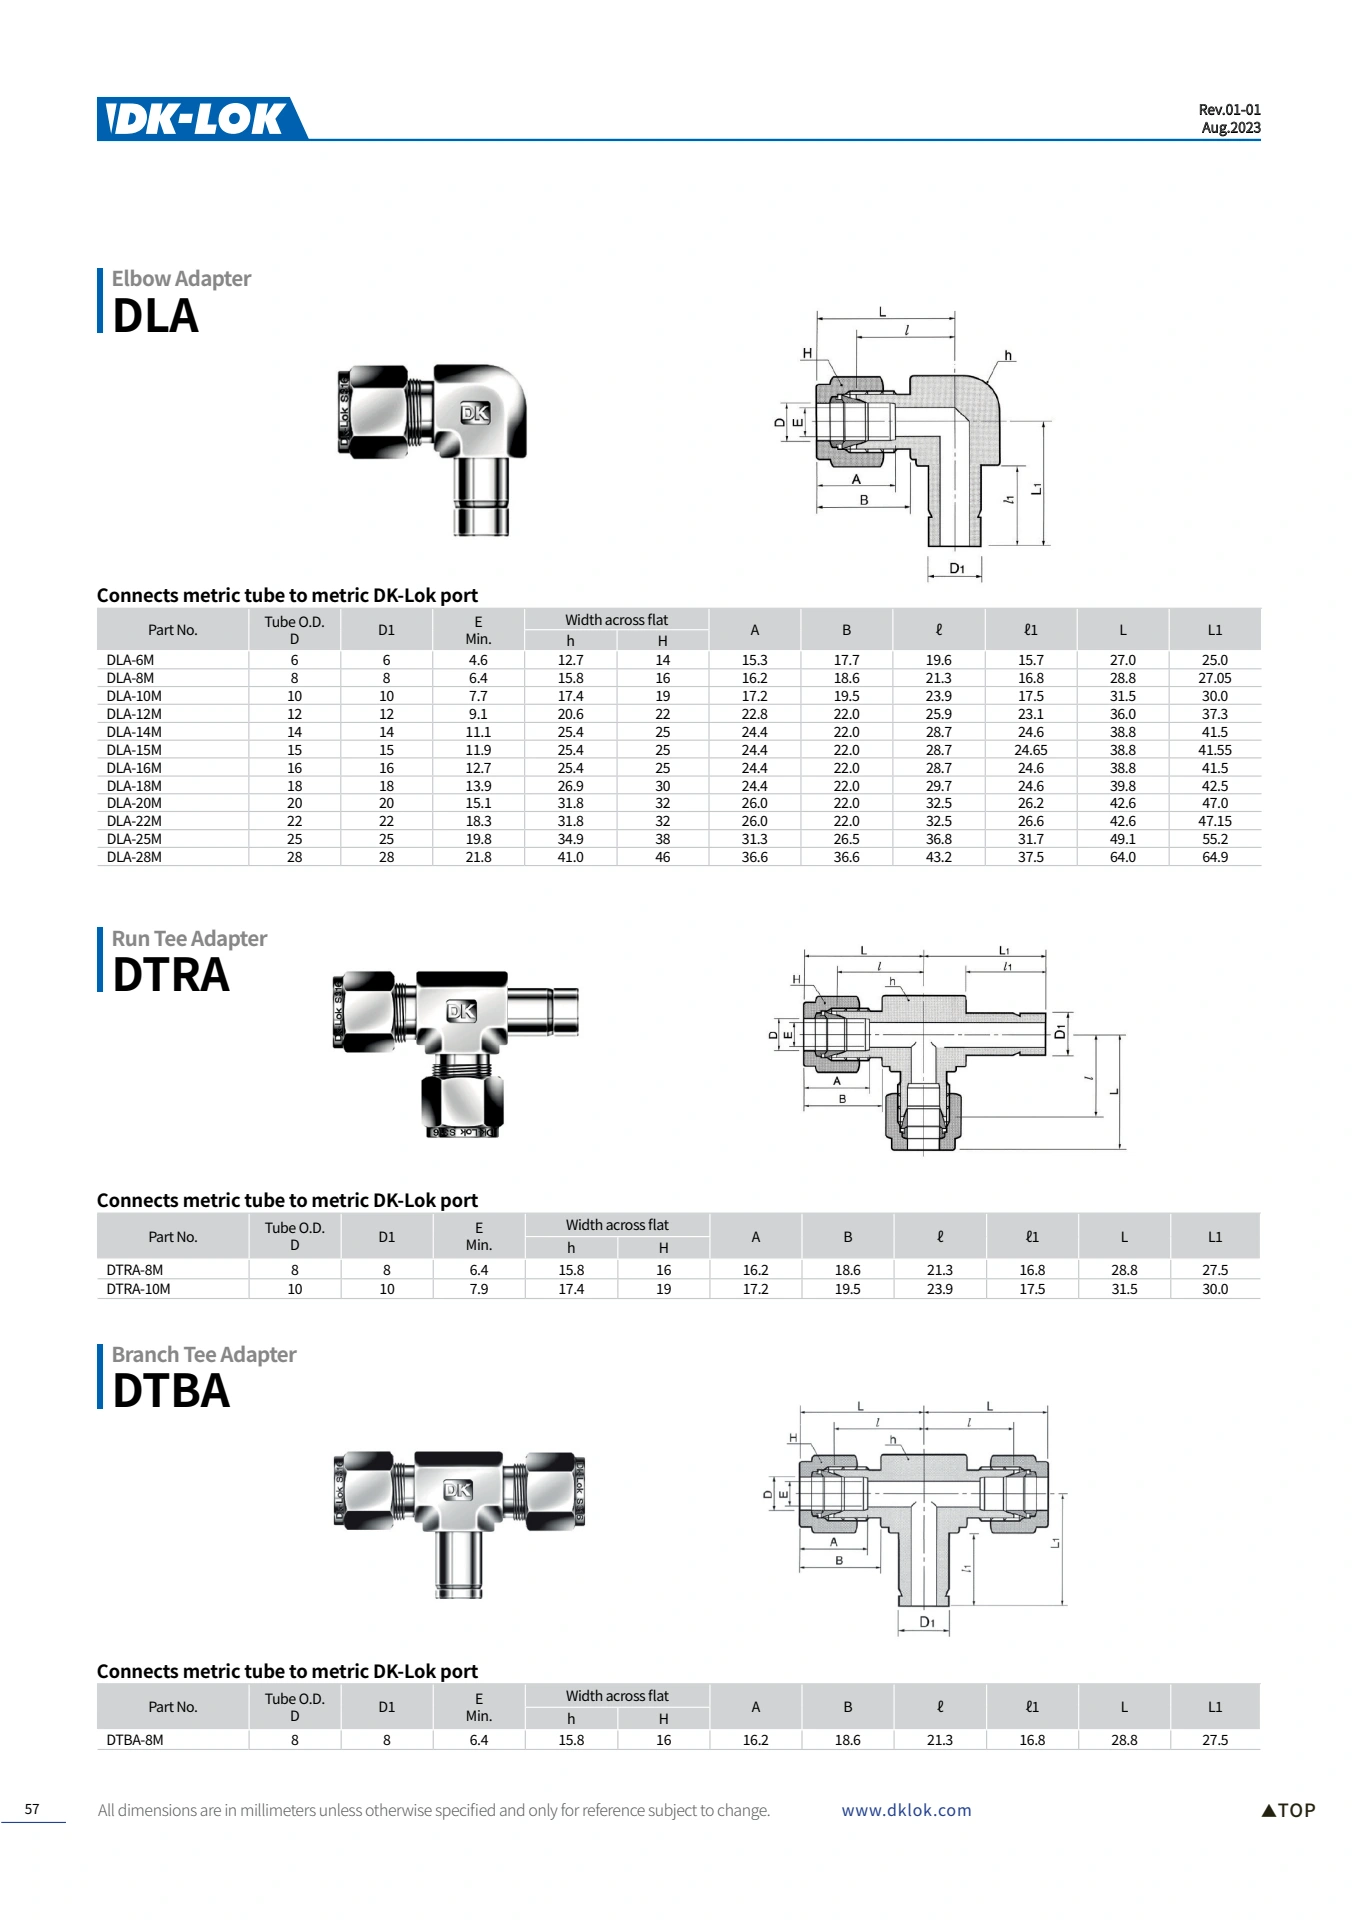 DK-LOK
Rev.01-01
Aug.2023
Elbow Adapter
DLA
DK-Lok SS16
DK
L
l
H
h
D
E
A
B
l1
L1
D1
Connects metric tube to metric DK-Lok port
Part No. Tube O.D. D D1 E Min. Width across flat h H A B ℓ ℓ1 L L1
DLA-6M 6 6 4.6 12.7 14 15.3 17.7 19.6 15.7 27.0 25.0
DLA-8M 8 8 6.4 15.8 16 16.2 18.6 21.3 16.8 28.8 27.05
DLA-10M 10 10 7.7 17.4 19 17.2 19.5 23.9 17.5 31.5 30.0
DLA-12M 12 12 9.1 20.6 22 22.8 22.0 25.9 23.1 36.0 37.3
DLA-14M 14 14 11.1 25.4 25 24.4 22.0 28.7 24.6 38.8 41.5
DLA-15M 15 15 11.9 25.4 25 24.4 22.0 28.7 24.65 38.8 41.55
DLA-16M 16 16 12.7 25.4 25 24.4 22.0 28.7 24.6 38.8 41.5
DLA-18M 18 18 13.9 26.9 30 24.4 22.0 29.7 24.6 39.8 42.5
DLA-20M 20 20 15.1 31.8 32 26.0 22.0 32.5 26.2 42.6 47.0
DLA-22M 22 22 18.3 31.8 32 26.0 22.0 32.5 26.6 42.6 47.15
DLA-25M 25 25 19.8 34.9 38 31.3 26.5 36.8 31.7 49.1 55.2
DLA-28M 28 28 21.8 41.0 46 36.6 36.6 43.2 37.5 64.0 64.9
Run Tee Adapter
DTRA
DK
L L1
l l1
H h
D E D1
A
B
l
L
Connects metric tube to metric DK-Lok port
Part No. Tube O.D. D D1 E Min. Width across flat h H A B ℓ ℓ1 L L1
DTRA-8M 8 8 6.4 15.8 16 16.2 18.6 21.3 16.8 28.8 27.5
DTRA-10M 10 10 7.9 17.4 19 17.2 19.5 23.9 17.5 31.5 30.0
Branch Tee Adapter
DTBA
DK
L L
l l
H h
D E
A
B
l1 L1
D1
Connects metric tube to metric DK-Lok port
Part No. Tube O.D. D D1 E Min. Width across flat h H A B ℓ ℓ1 L L1
DTBA-8M 8 8 6.4 15.8 16 16.2 18.6 21.3 16.8 28.8 27.5
57 All dimensions are in millimeters unless otherwise specified and only for reference subject to change. www.dklok.com ▲TOP